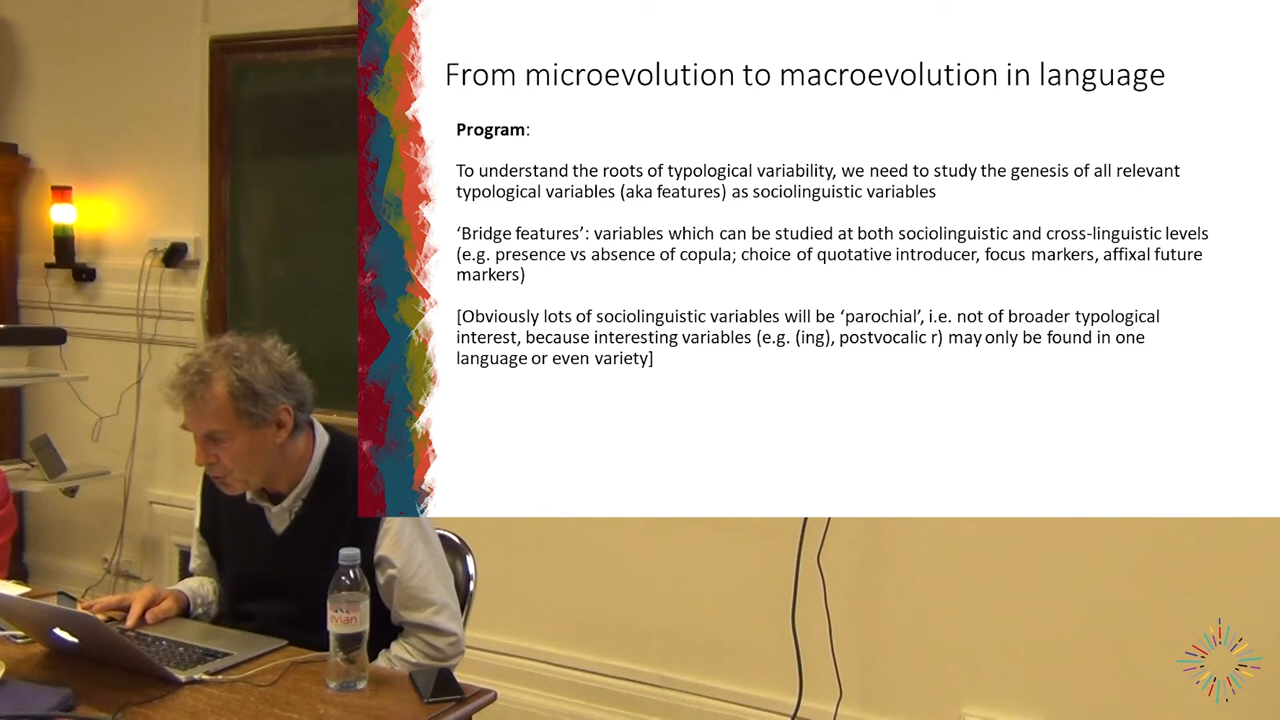 From microevolution to macroevolution in language
Program:
To understand the roots of typological variability, we need to study the genesis of all relevant
typological variables (aka features) as sociolinguistic variables
‘Bridge features’: variables which can be studied at both sociolinguistic and cross-linguistic levels
(e.g. presence vs absence of copula; choice of quotative introducer, focus markers, affixal future
markers)
[Obviously lots of sociolinguistic variables will be ‘parochial’, i.e. not of broader typological
interest, because interesting variables (e.g. (ing), postvocalic r) may only be found in one
language or even variety]
evian